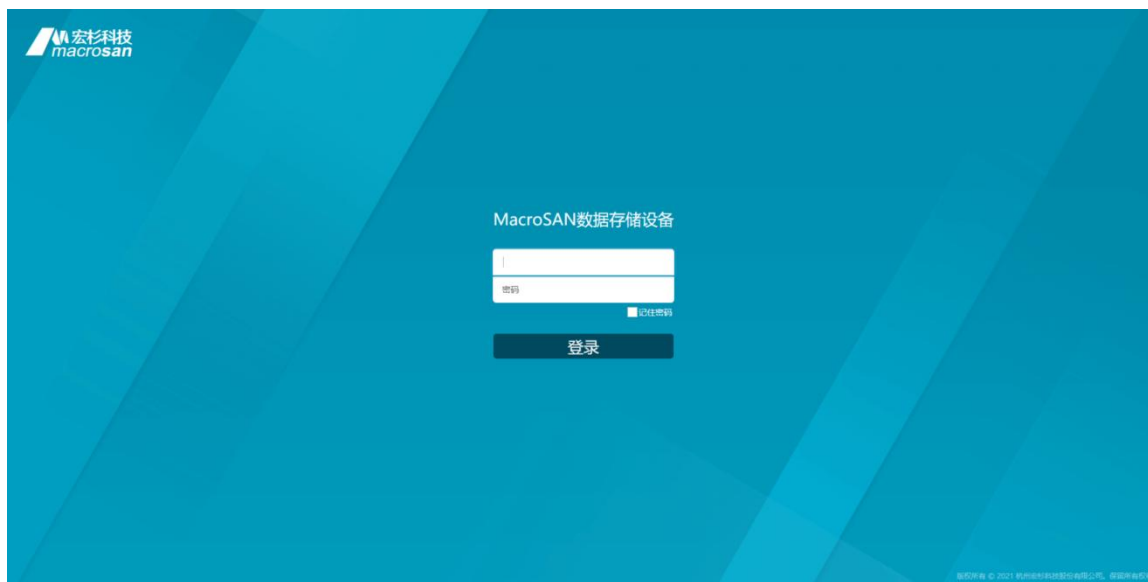 宏杉科技
macrosan
MacroSAN数据存储设备
密码
记住密码
登录
版权所有 © 2021 杭州宏杉科技股份有限公司。保留所有权